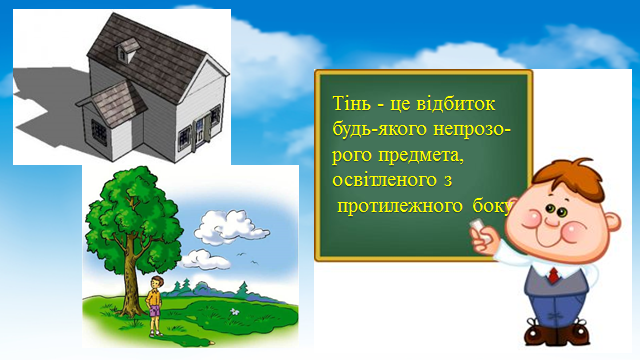 Тінь - це відбиток
будь-якого непрозо-
рого предмета,
освітленого з
протилежного боку